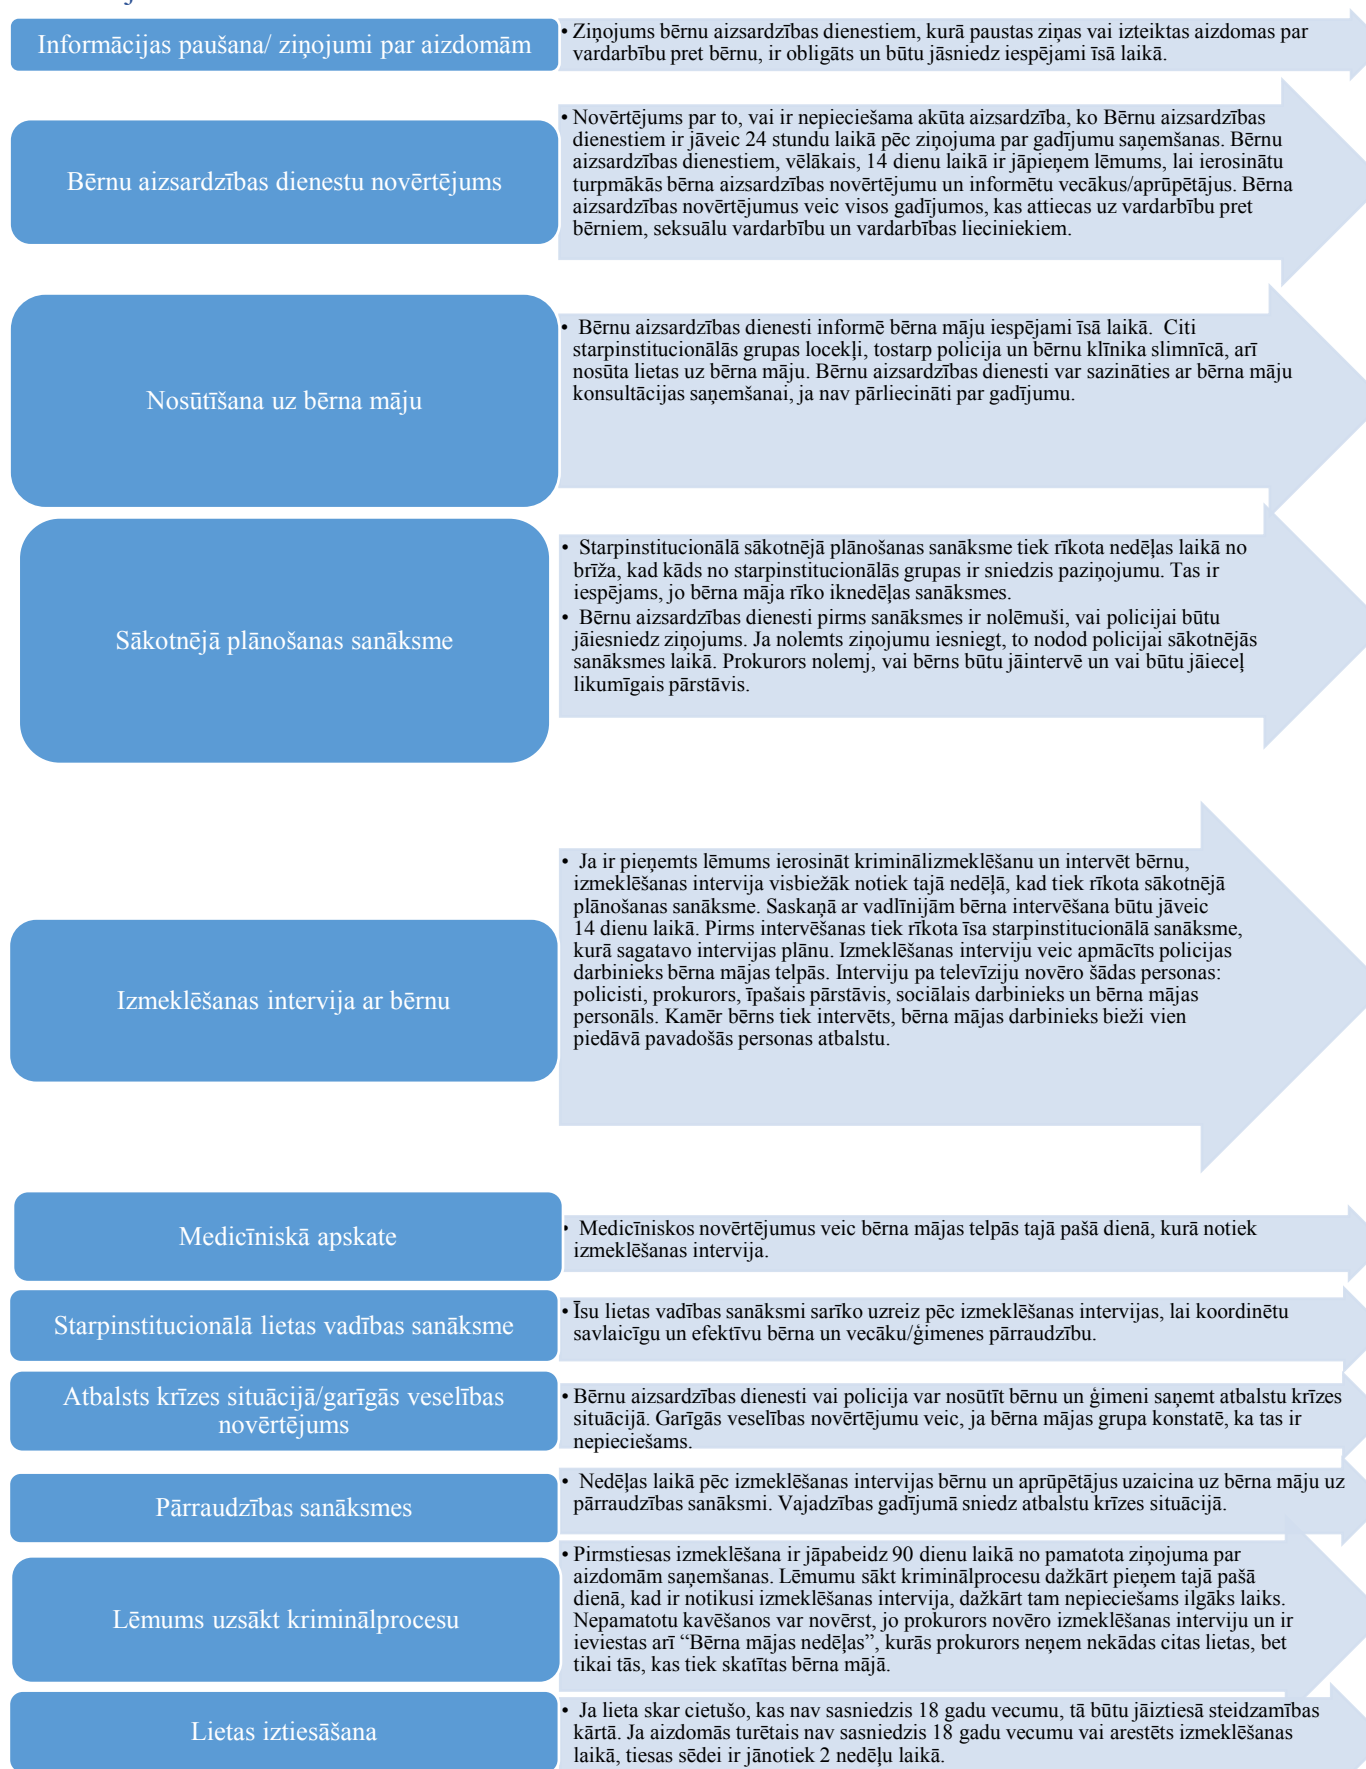 Informācijas paušana/ ziņojumi par aizdomām
• Ziņojums bērnu aizsardzības dienestiem, kurā paustas ziņas vai izteiktas aizdomas par
vardarbību pret bērnu, ir obligāts un būtu jāsniedz iespējami īsā laikā.
Bērnu aizsardzības dienestu novērtējums
• Novērtējums par to, vai ir nepieciešama akūta aizsardzība, ko Bērnu aizsardzības
dienestiem ir jāveic 24 stundu laikā pēc ziņojuma par gadījumu saņemšanas. Bērnu
aizsardzības dienestiem, vēlākais, 14 dienu laikā ir jāpieņem lēmums, lai ierosinātu
turpmākās bērna aizsardzības novērtējumu un informētu vecākus/aprūpētājus. Bērna
aizsardzības novērtējumus veic visos gadījumos, kas attiecas uz vardarbību pret
bērniem, seksuālu vardarbību un vardarbības lieciniekiem.
Nosūtīšana uz bērna māju
• Bērnu aizsardzības dienesti informē bērna māju iespējami īsā laikā. Citi
starpinstitucionālās grupas locekļi, tostarp policija un bērnu klīnika slimnīcā, arī
nosūta lietas uz bērna māju. Bērnu aizsardzības dienesti var sazināties ar bērna māju
konsultācijas saņemšanai, ja nav pārliecināti par gadījumu.
Sākotnējā plānošanas sanāksme
• Starpinstitucionālā sākotnējā plānošanas sanāksme tiek rīkota nedēļas laikā no
brīža, kad kāds no starpinstitucionālās grupas ir sniedzis paziņojumu. Tas ir
iespējams, jo bērna māja rīko iknedēļas sanāksmes.
• Bērnu aizsardzības dienesti pirms sanāksmes ir nolēmuši, vai policijai būtu
jāiesniedz ziņojums. Ja nolemts ziņojumu iesniegt, to nodod policijai sākotnējās
sanāksmes laikā. Prokurors nolemj, vai bērns būtu jāintervē un vai būtu jāieceļ
likumīgais pārstāvis.
Izmeklēšanas intervija ar bērnu
• Ja ir pieņemts lēmums ierosināt kriminālizmeklēšanu un intervēt bērnu,
izmeklēšanas intervija visbiežāk notiek tajā nedēļā, kad tiek rīkota sākotnējā
plānošanas sanāksme. Saskaņā ar vadlīnijām bērna intervēšana būtu jāveic
14 dienu laikā. Pirms intervēšanas tiek rīkota īsa starpinstitucionālā sanāksme,
kurā sagatavo intervijas plānu. Izmeklēšanas interviju veic apmācīts policijas
darbinieks bērna mājas telpās. Interviju pa televīziju novēro šādas personas:
policisti, prokurors, īpašais pārstāvis, sociālais darbinieks un bērna mājas
personāls. Kamēr bērns tiek intervēts, bērna mājas darbinieks bieži vien
piedāvā pavadošās personas atbalstu.
Medicīniskā apskate
• Medicīniskos novērtējumus veic bērna mājas telpās tajā pašā dienā, kurā notiek
izmeklēšanas intervija.
Starpinstitucionālā lietas vadības sanāksme
• Īsu lietas vadības sanāksmi sarīko uzreiz pēc izmeklēšanas intervijas, lai koordinētu
savlaicīgu un efektīvu bērna un vecāku/ģimenes pārraudzību.
Atbalsts krīzes situācijā/garīgās veselības
novērtējums
• Bērnu aizsardzības dienesti vai policija var nosūtīt bērnu un ģimeni saņemt atbalstu krīzes
situācijā. Garīgās veselības novērtējumu veic, ja bērna mājas grupa konstatē, ka tas ir
nepieciešams.
Pārraudzības sanāksmes
• Nedēļas laikā pēc izmeklēšanas intervijas bērnu un aprūpētājus uzaicina uz bērna māju uz
pārraudzības sanāksmi. Vajadzības gadījumā sniedz atbalstu krīzes situācijā.
Lēmums uzsākt kriminālprocesu
• Pirmstiesas izmeklēšana ir jāpabeidz 90 dienu laikā no pamatota ziņojuma par
aizdomām saņemšanas. Lēmumu sākt kriminālprocesu dažkārt pieņem tajā pašā
dienā, kad ir notikusi izmeklēšanas intervija, dažkārt tam nepieciešams ilgāks laiks.
Nepamatotu kavēšanos var novērst, jo prokurors novēro izmeklēšanas interviju un ir
ieviestas arī “Bērna mājas nedēļas”, kurās prokurors neņem nekādas citas lietas, bet
tikai tās, kas tiek skatītas bērna mājā.
Lietas iztiesāšana
• Ja lieta skar cietušo, kas nav sasniedzis 18 gadu vecumu, tā būtu jāiztiesā steidzamības
kārtā. Ja aizdomās turētais nav sasniedzis 18 gadu vecumu vai arestēts izmeklēšanas
laikā, tiesas sēdei ir jānotiek 2 nedēļu laikā.